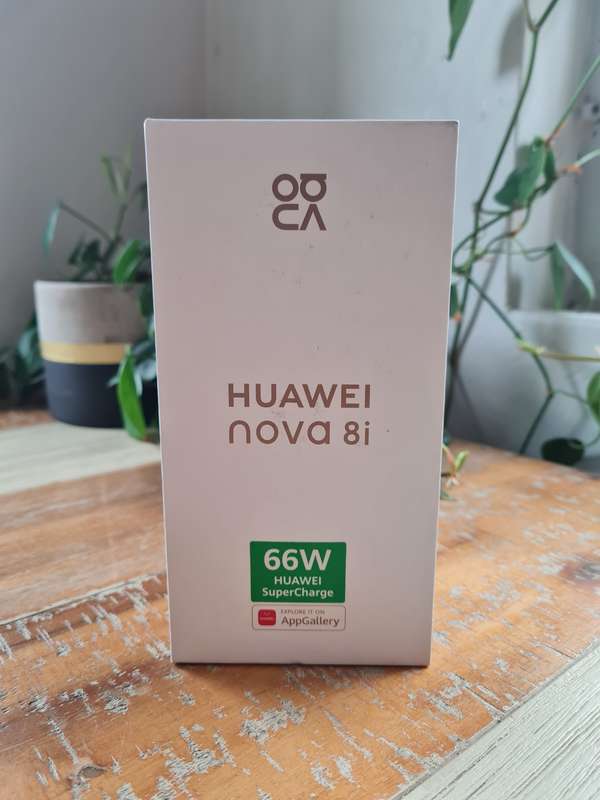 HUAWEI
nova 8i
66W
HUAWEI
SuperCharge
EXPLORE IT ON
AppGallery